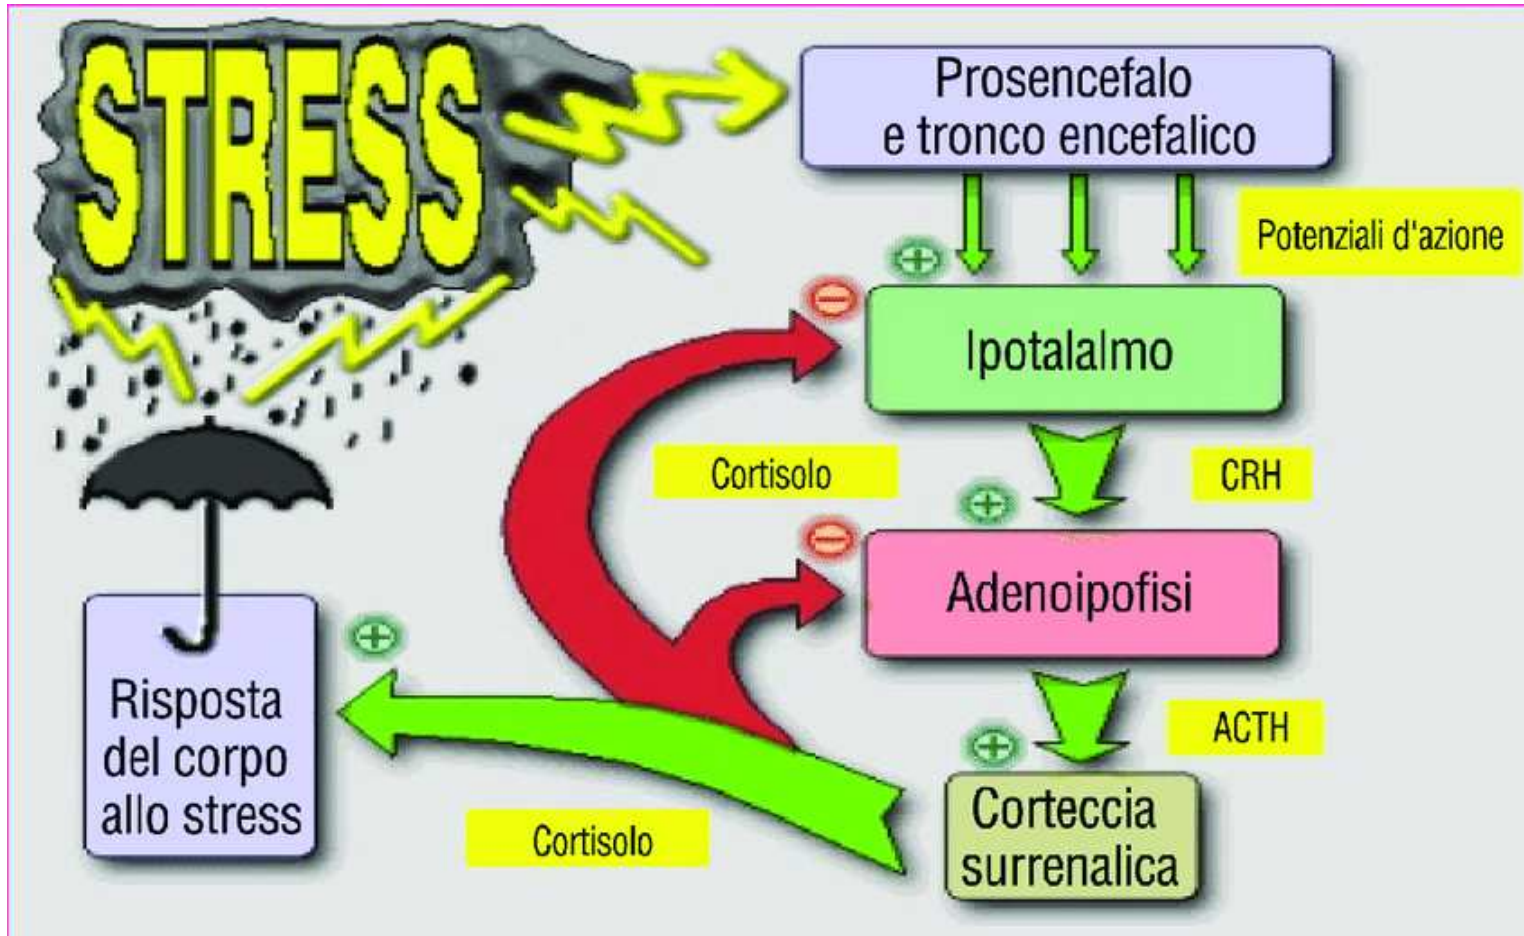 STRESS
Prosencefalo
e tronco encefalico
Potenziali d'azione
Ipotalalmo
Cortisolo
CRH
Adenoipofisi
ACTH
Risposta
del corpo
allo stress
Cortisolo
Corteccia
surrenalica